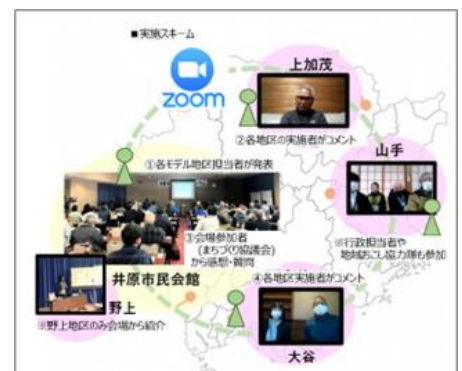 ■実施スキーム
zoom
上加茂
②各地区の実施者がコメント
山手
①各モデル地区担当者が発表
③会場参加者
(まちづくり協議会)
から感想・質問
※行政担当者や
地域おこし協力隊も参加
井原市民会館
野上
※野上地区のみ会場から紹介
④各地区実施者がコメント
大谷